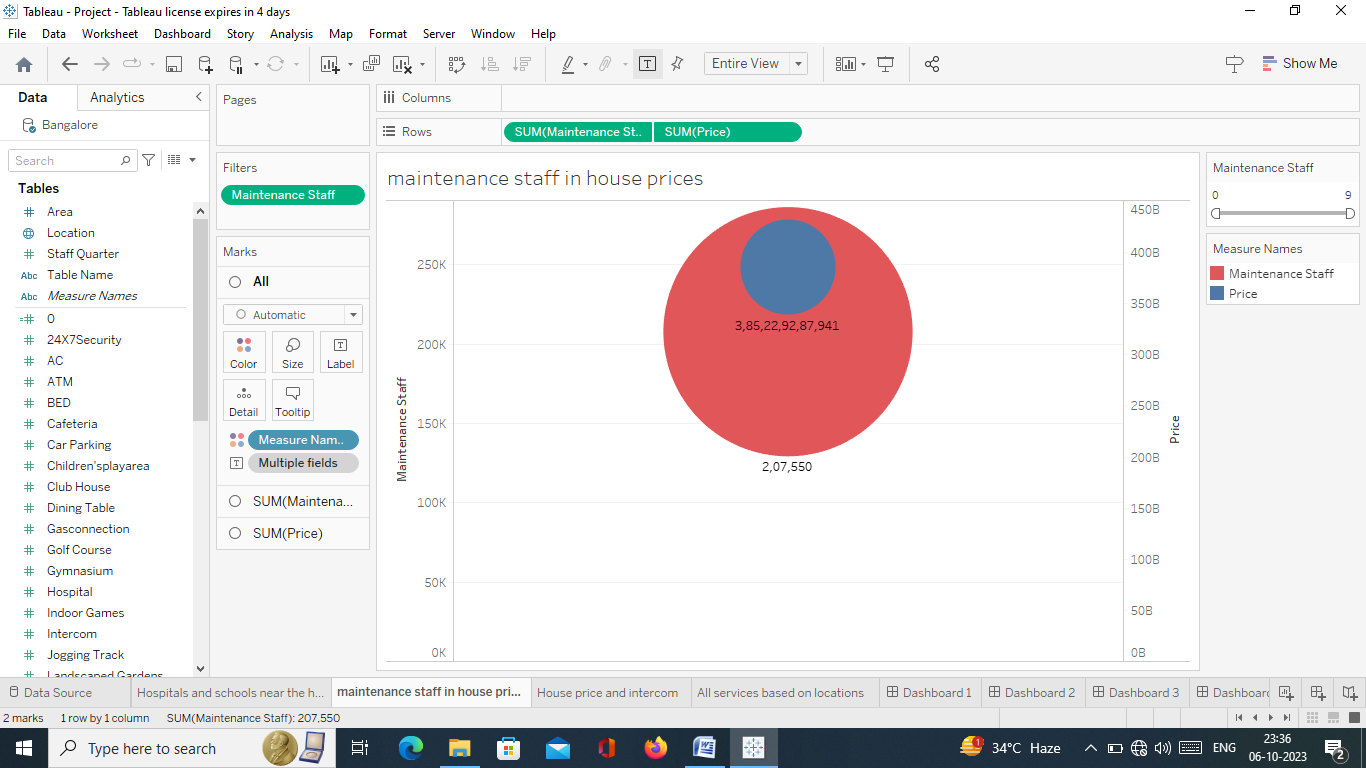 Tableau - Project - Tableau license expires in 4 days
File Data Worksheet Dashboard Story Analysis Map Format Server Window Help
Entire View
Show Me
Data Analytics
Bangalore
Search
Tables
Area
Location
Staff Quarter
Abc Table Name
Abc Measure Names
0
24X7Security
AC
ATM
BED
Cafeteria
Car Parking
Children'splayarea
Club House
Dining Table
Gasconnection
Golf Course
Gymnasium
Hospital
Indoor Games
Intercom
Jogging Track
Landscaped Gardens
Pages
Filters
Maintenance Staff
Marks
All
Automatic
Color Size Label
Detail Tooltip
Measure Nam..
Multiple fields
SUM(Maintena...
SUM(Price)
Columns
Rows SUM(Maintenance St.. SUM(Price)
maintenance staff in house prices
Maintenance Staff
250K
200K
150K
100K
50K
0K
3,85,22,92,87,941
2,07,550
450B
400B
350B
300B
250B
200B
150B
100B
50B
0B
Price
Maintenance Staff
0 9
Measure Names
Maintenance Staff
Price
Data Source Hospitals and schools near the h... maintenance staff in house pri... House price and intercom All services based on locations Dashboard 1 Dashboard 2 Dashboard 3 Dashboard
2 marks 1 row by 1 column SUM(Maintenance Staff): 207,550
Type here to search
34°C Haze
ENG
23:36
06-10-2023
1
2